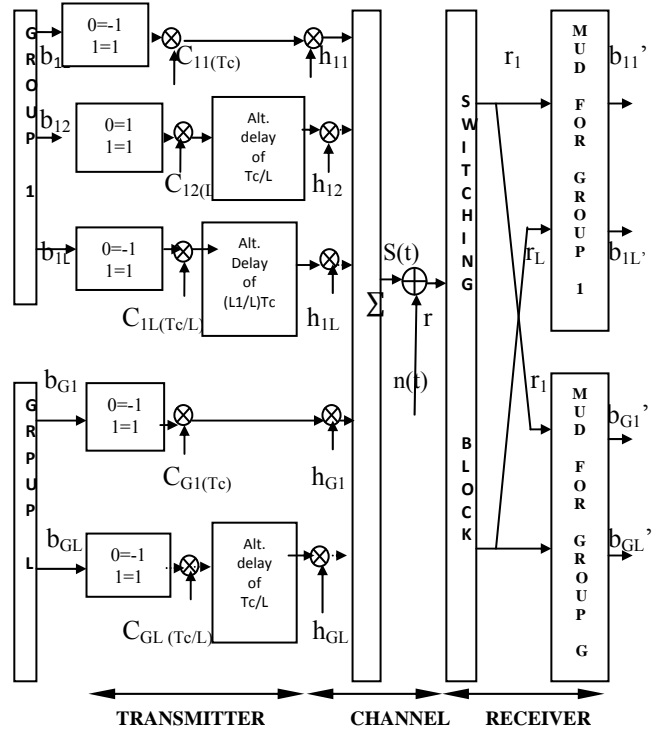 GROUP 1
0=-1
1=1
C11(Tc)
h11
b12
0=1
1=1
C12(L
Alt.
delay
of
Tc/L
h12
b1L
0=-1
1=1
C1L(Tc/L)
Alt.
Delay
of
(L1/L)Tc
h1L
GRPUP L
bG1
0=-1
1=1
CG1(Tc)
hG1
bGL
0=-1
1=1
CGL (Tc/L)
Alt.
delay
of
Tc/L
hGL
Σ
S(t)
r
n(t)
SWITCHING BLOCK
r1
rL
r1
MUD FOR GROUP 1
b11’
b1L’
MUD FOR GROUP G
bG1’
bGL’
TRANSMITTER
CHANNEL
RECEIVER